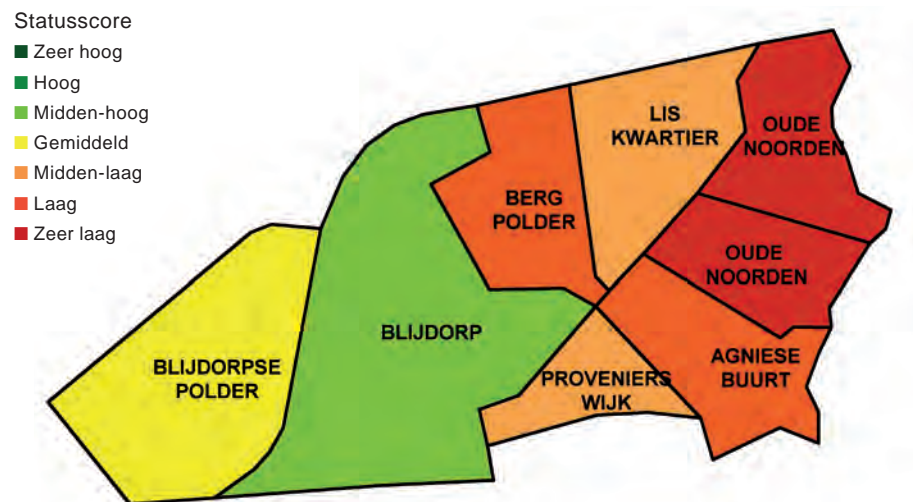 Statusscore
Zeer hoog
Hoog
Midden-hoog
Gemiddeld
Midden-laag
Laag
Zeer laag
LIS
KWARTIER
OUDE
NOORDEN
BERG
POLDER
OUDE
NOORDEN
BLIJDORP
BLIJDORPSE
POLDER
PROVENIERS
WIJK
AGNIESE
BUURT